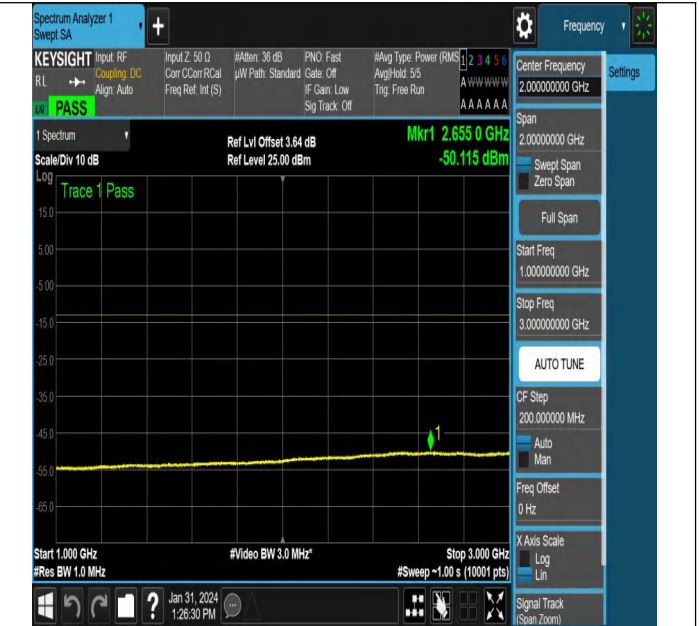 Spectrum Analyzer 1
Swept SA
+
Frequency
KEYSIGHT
RL
LXI
PASS
Input: RF
Coupling: DC
Align: Auto
Input Z: 50 Ω
Corr CCorr RCal
Freq Ref: Int (S)
#Atten: 36 dB
µW Path: Standard
PNO: Fast
Gate: Off
IF Gain: Low
Sig Track: Off
#Avg Type: Power (RMS
Avg|Hold: 5/5
Trig: Free Run
1 2 3 4 5 6
A W W W W W
A A A A A A
1 Spectrum
Scale/Div 10 dB
Log
Ref Lvl Offset 3.64 dB
Ref Level 25.00 dBm
Mkr1 2.655 0 GHz
-50.115 dBm
Trace 1 Pass
15.0
5.00
-5.00
-15.0
-25.0
-35.0
-45.0
-55.0
-65.0
1
Start 1.000 GHz
#Res BW 1.0 MHz
#Video BW 3.0 MHz*
Stop 3.000 GHz
#Sweep ~1.00 s (10001 pts)
?
Jan 31, 2024
1:26:30 PM
Center Frequency
2.000000000 GHz
Settings
Span
2.00000000 GHz
Swept Span
Zero Span
Full Span
Start Freq
1.000000000 GHz
Stop Freq
3.000000000 GHz
AUTO TUNE
CF Step
200.000000 MHz
Auto
Man
Freq Offset
0 Hz
X Axis Scale
Log
Lin
Signal Track
(Span Zoom)